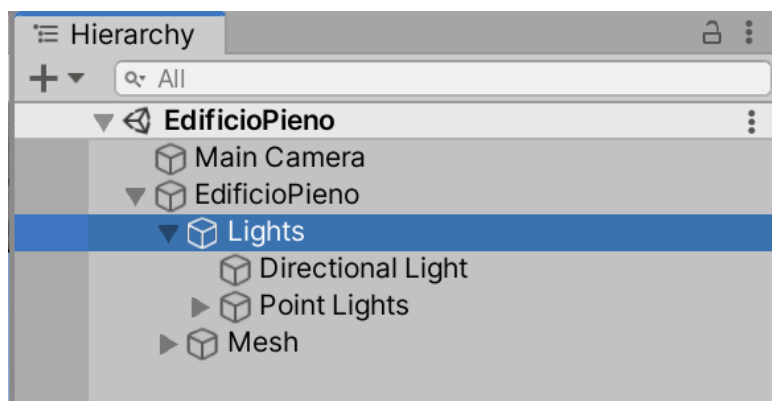 Hierarchy
All
EdificioPieno
Main Camera
EdificioPieno
Lights
Directional Light
Point Lights
Mesh